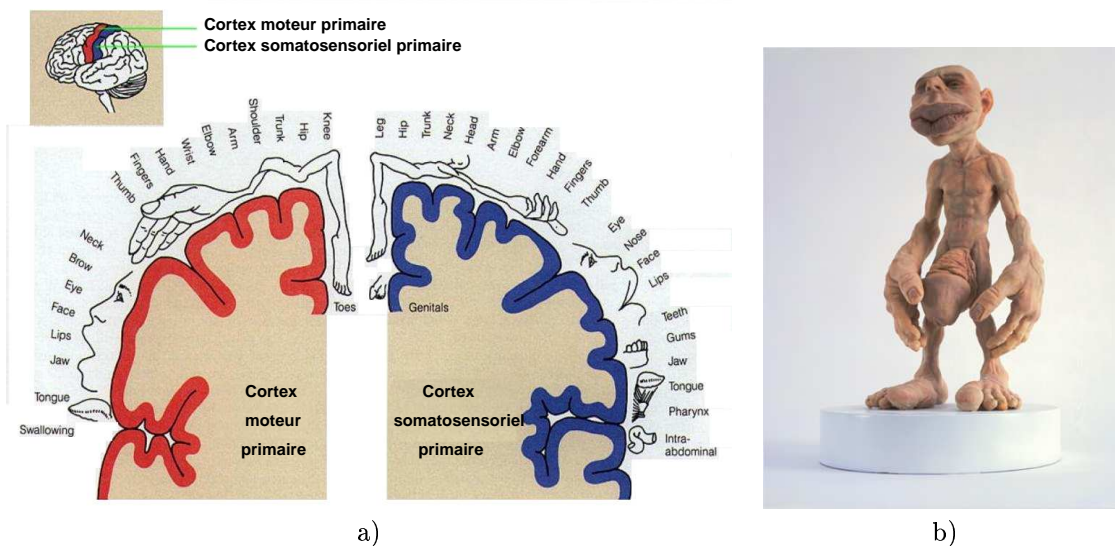 Cortex moteur primaire
Cortex somatosensoriel primaire
Thumb
Fingers
Hand
Wrist
Elbow
Arm
Shoulder
Trunk
Hip
Knee
Leg
Hip
Trunk
Neck
Head
Arm
Elbow
Forearm
Hand
Fingers
Thumb
Eye
Nose
Face
Lips
Teeth
Gums
Jaw
Tongue
Pharynx
Intra-
abdominal
Neck
Brow
Eye
Face
Lips
Jaw
Tongue
Swallowing
Toes
Genitals
Cortex
moteur
primaire
Cortex
somatosensoriel
primaire
a)
b)